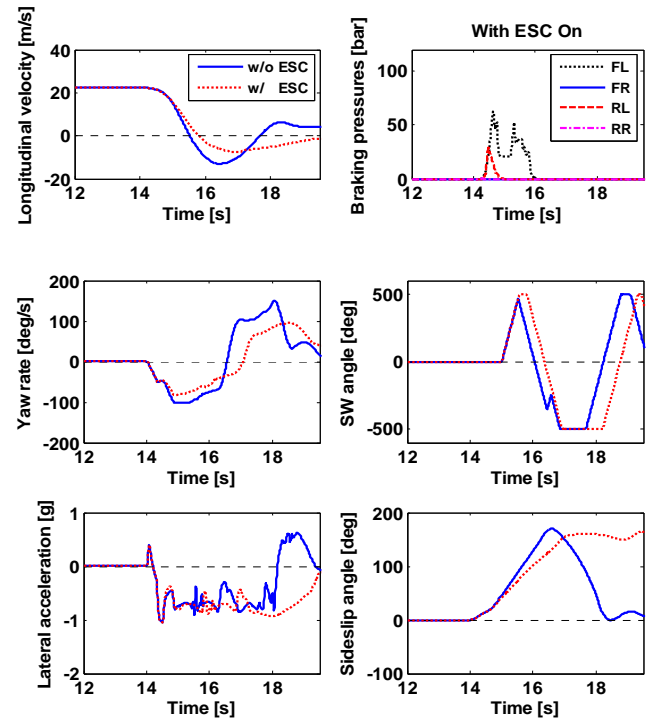 Longitudinal velocity [m/s]
40
20
0
-20
w/o ESC
w/ ESC
12 14 16 18
Time [s]
With ESC On
Braking pressures [bar]
100
50
0
FL
FR
RL
RR
12 14 16 18
Time [s]
Yaw rate [deg/s]
200
100
0
-100
-200
12 14 16 18
Time [s]
SW angle [deg]
500
0
-500
12 14 16 18
Time [s]
Lateral acceleration [g]
1
0
-1
-2
12 14 16 18
Time [s]
Sideslip angle [deg]
200
100
0
-100
12 14 16 18
Time [s]